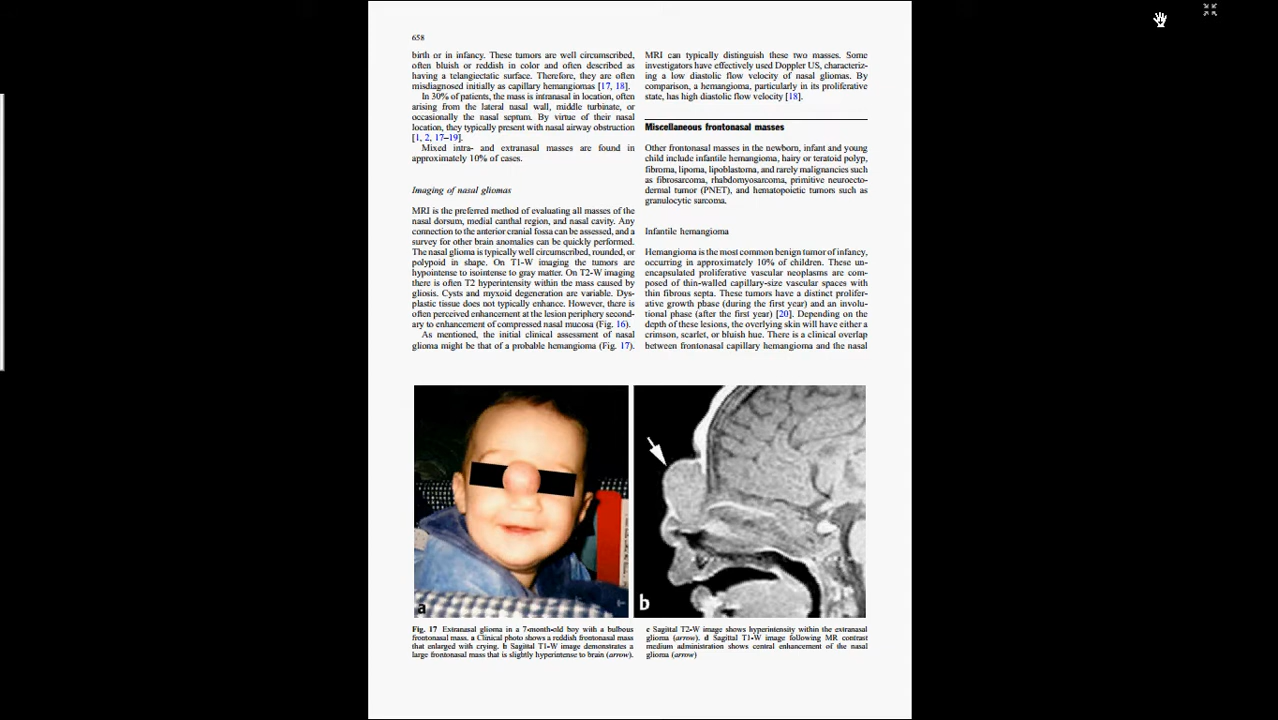 658
birth or in infancy. These tumors are well circumscribed,
often bluish or reddish in color and often described as
having a telangiectatic surface. Therefore, they are often
misdiagnosed initially as capillary hemangiomas [17, 18].
In 30% of patients, the mass is intranasal in location, often
arising from the lateral nasal wall, middle turbinate, or
occasionally the nasal septum. By virtue of their nasal
location, they typically present with nasal airway obstruction
[1, 2, 17–19].
Mixed intra- and extranasal masses are found in
approximately 10% of cases.
Imaging of nasal gliomas
MRI is the preferred method of evaluating all masses of the
nasal dorsum, medial canthal region, and nasal cavity. Any
connection to the anterior cranial fossa can be assessed, and a
survey for other brain anomalies can be quickly performed.
The nasal glioma is typically well circumscribed, rounded, or
polypoid in shape. On T1-W imaging the tumors are
hypointense to isointense to gray matter. On T2-W imaging
there is often T2 hyperintensity within the mass caused by
gliosis. Cysts and myxoid degeneration are variable. Dys-
plastic tissue does not typically enhance. However, there is
often perceived enhancement at the lesion periphery second-
ary to enhancement of compressed nasal mucosa (Fig. 16).
As mentioned, the initial clinical assessment of nasal
glioma might be that of a probable hemangioma (Fig. 17).
MRI can typically distinguish these two masses. Some
investigators have effectively used Doppler US, characteriz-
ing a low diastolic flow velocity of nasal gliomas. By
comparison, a hemangioma, particularly in its proliferative
state, has high diastolic flow velocity [18].
Miscellaneous frontonasal masses
Other frontonasal masses in the newborn, infant and young
child include infantile hemangioma, hairy or teratoid polyp,
fibroma, lipoma, lipoblastoma, and rarely malignancies such
as fibrosarcoma, rhabdomyosarcoma, primitive neuroecto-
dermal tumor (PNET), and hematopoietic tumors such as
granulocytic sarcoma.
Infantile hemangioma
Hemangioma is the most common benign tumor of infancy,
occurring in approximately 10% of children. These un-
encapsulated proliferative vascular neoplasms are com-
posed of thin-walled capillary-size vascular spaces with
thin fibrous septa. These tumors have a distinct prolifer-
ative growth phase (during the first year) and an involu-
tional phase (after the first year) [20]. Depending on the
depth of these lesions, the overlying skin will have either a
crimson, scarlet, or bluish hue. There is a clinical overlap
between frontonasal capillary hemangioma and the nasal
a
b
Fig. 17 Extranasal glioma in a 7-month-old boy with a bulbous
frontonasal mass. a Clinical photo shows a reddish frontonasal mass
that enlarged with crying. b Sagittal T1-W image demonstrates a
large frontonasal mass that is slightly hyperintense to brain (arrow).
c Sagittal T2-W image shows hyperintensity within the extranasal
glioma (arrow). d Sagittal T1-W image following MR contrast
medium administration shows central enhancement of the nasal
glioma (arrow)